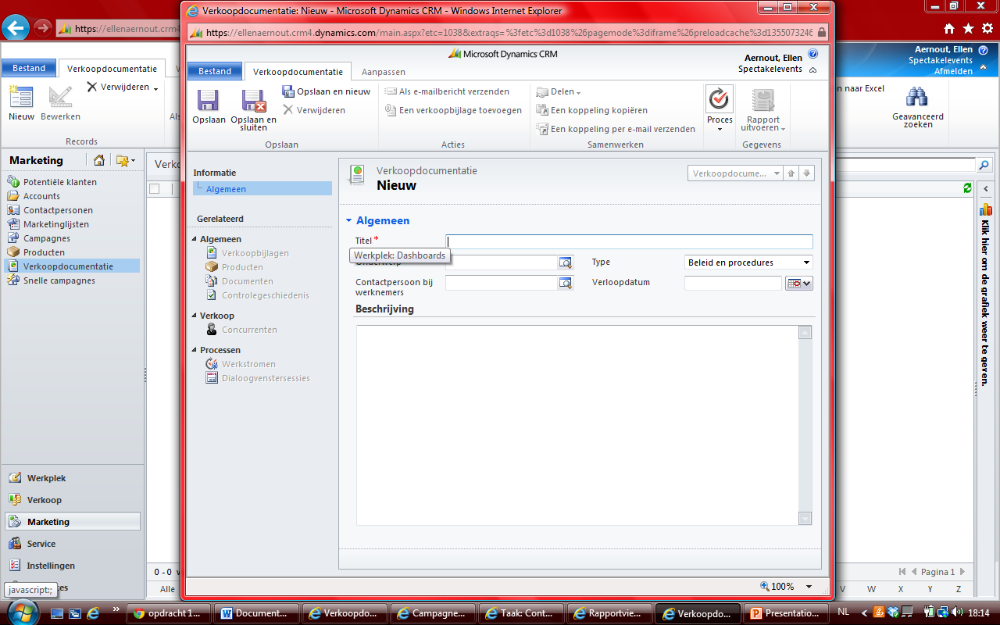 Verkoopdocumentatie: Nieuw - Microsoft Dynamics CRM - Windows Internet Explorer
https://ellenaernout.crm4
https://ellenaernout.crm4.dynamics.com/main.aspx?etc=1038&extraqs=%3fetc%3d1038%26pagemode%3diframe%26preloadcache%3d1355073246
Microsoft Dynamics CRM
Aernout, Ellen
Spectakelevents
Aernout, Ellen
Spectakelevents
Afmelden
Bestand
Verkoopdocumentatie
Bestand
Verkoopdocumentatie
Aanpassen
Nieuw
Bewerken
Verwijderen
Records
Opslaan
Opslaan en sluiten
Opslaan en nieuw
Verwijderen
Opslaan
Als e-mailbericht verzenden
Een verkoopbijlage toevoegen
Acties
Delen
Een koppeling kopiëren
Een koppeling per e-mail verzenden
Samenwerken
Proces
Rapport uitvoeren
Gegevens
n naar Excel
Geavanceerd zoeken
Marketing
Potentiële klanten
Accounts
Contactpersonen
Marketinglijsten
Campagnes
Producten
Verkoopdocumentatie
Snelle campagnes
Werkplek
Verkoop
Marketing
Service
Instellingen
javascript:;
ces
Verko
Informatie
Algemeen
Gerelateerd
Algemeen
Verkoopbijlagen
Producten
Documenten
Controlegeschiedenis
Verkoop
Concurrenten
Processen
Werkstromen
Dialoogvenstersessies
Verkoopdocumentatie
Nieuw
Verkoopdocume...
Algemeen
Titel *
Werkplek: Dashboards
Type
Beleid en procedures
Contactpersoon bij werknemers
Verloopdatum
Beschrijving
Klik hier om de grafiek weer te geven.
0 - 0
Pagina 1
Alle
V W X Y Z
100%
opdracht 1...
Document...
Verkoopdo...
Campagne...
Taak: Cont...
Rapportvie...
Verkoopdo...
Presentatio...
NL
18:14